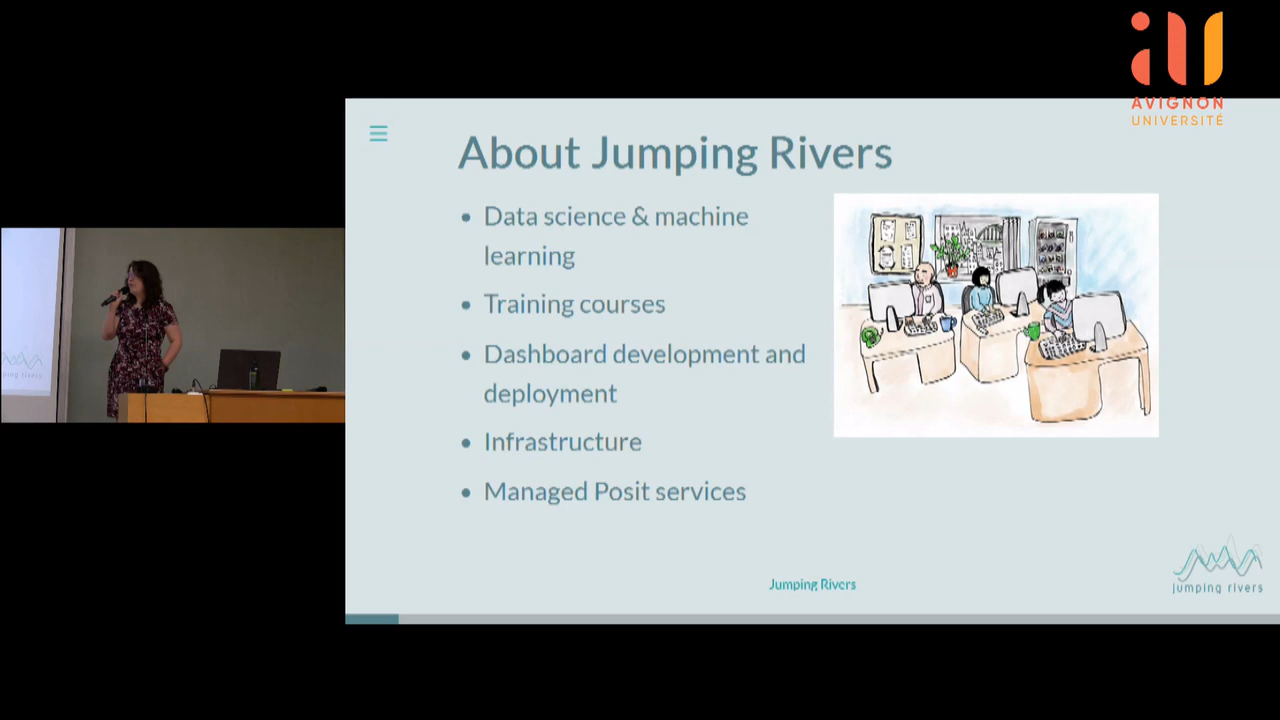 AVIGNON
UNIVERSITÉ
About Jumping Rivers
Data science & machine
learning
Training courses
Dashboard development and
deployment
Infrastructure
Managed Posit services
Jumping Rivers
jumping rivers